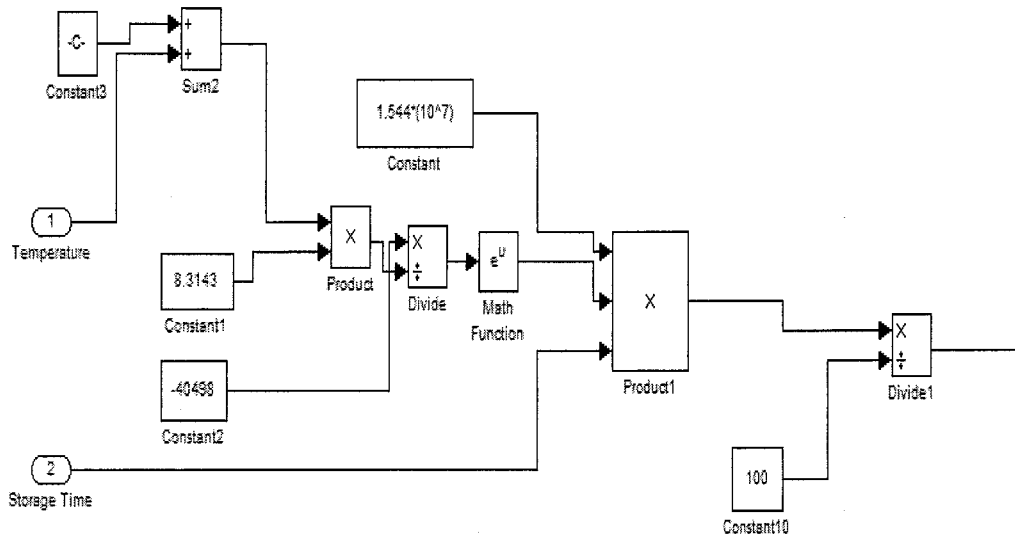 -C-
+
+
Constant3
Sum2
1.544*(10^7)
Constant
1
Temperature
X
Product
8.3143
Constant1
X
÷
Divide
e^u
Math
Function
X
Product1
-40498
Constant2
X
÷
Divide1
2
Storage Time
100
Constant10